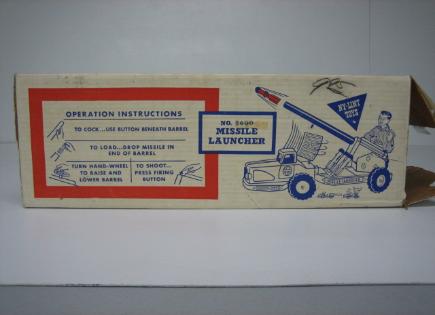 OPERATION INSTRUCTIONS
TO COCK...USE BUTTON BENEATH BARREL
TO LOAD...DROP MISSILE IN
END OF BARREL
TURN HAND-WHEEL
TO RAISE AND
LOWER BARREL
TO SHOOT...
PRESS FIRING
BUTTON
NO. 2600
MISSILE
LAUNCHER
NY-LINT
TOYS